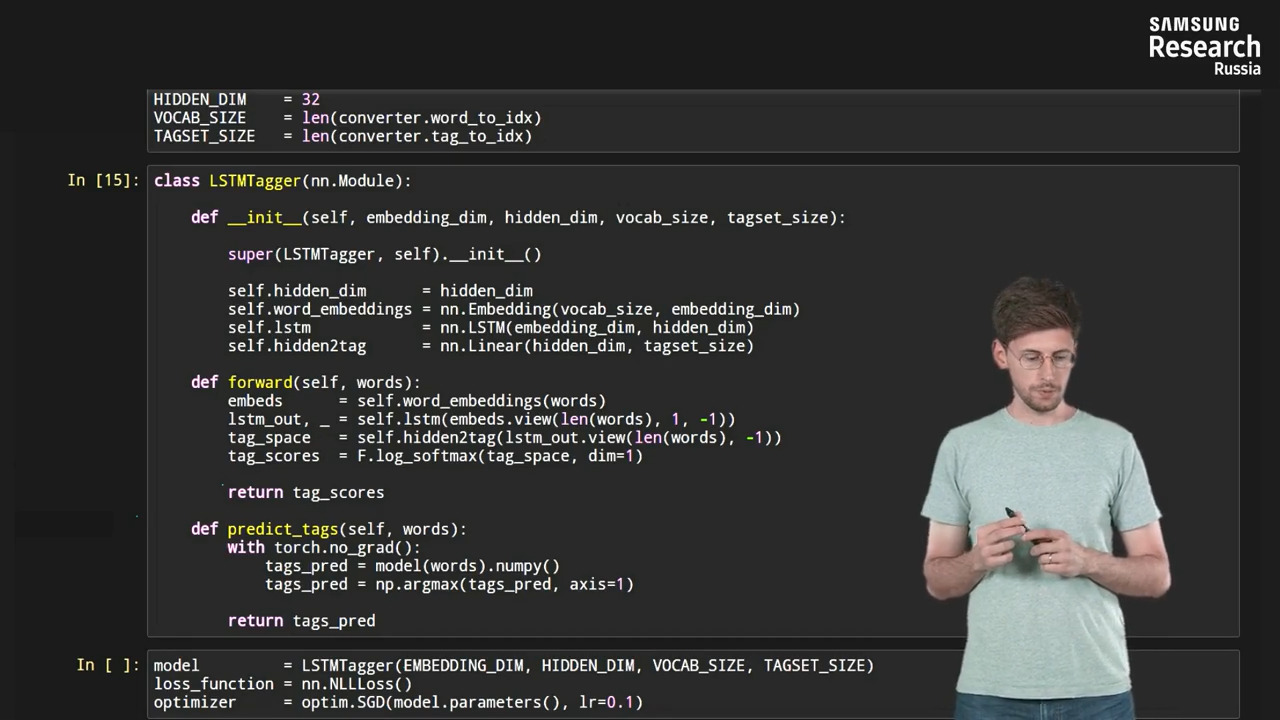 SAMSUNG
Research
Russia
HIDDEN_DIM = 32
VOCAB_SIZE = len(converter.word_to_idx)
TAGSET_SIZE = len(converter.tag_to_idx)
In [15]: class LSTMTagger(nn.Module):
def __init__(self, embedding_dim, hidden_dim, vocab_size, tagset_size):
super(LSTMTagger, self).__init__()
self.hidden_dim = hidden_dim
self.word_embeddings = nn.Embedding(vocab_size, embedding_dim)
self.lstm = nn.LSTM(embedding_dim, hidden_dim)
self.hidden2tag = nn.Linear(hidden_dim, tagset_size)
def forward(self, words):
embeds = self.word_embeddings(words)
lstm_out, _ = self.lstm(embeds.view(len(words), 1, -1))
tag_space = self.hidden2tag(lstm_out.view(len(words), -1))
tag_scores = F.log_softmax(tag_space, dim=1)
return tag_scores
def predict_tags(self, words):
with torch.no_grad():
tags_pred = model(words).numpy()
tags_pred = np.argmax(tags_pred, axis=1)
return tags_pred
In [ ]: model = LSTMTagger(EMBEDDING_DIM, HIDDEN_DIM, VOCAB_SIZE, TAGSET_SIZE)
loss_function = nn.NLLLoss()
optimizer = optim.SGD(model.parameters(), lr=0.1)